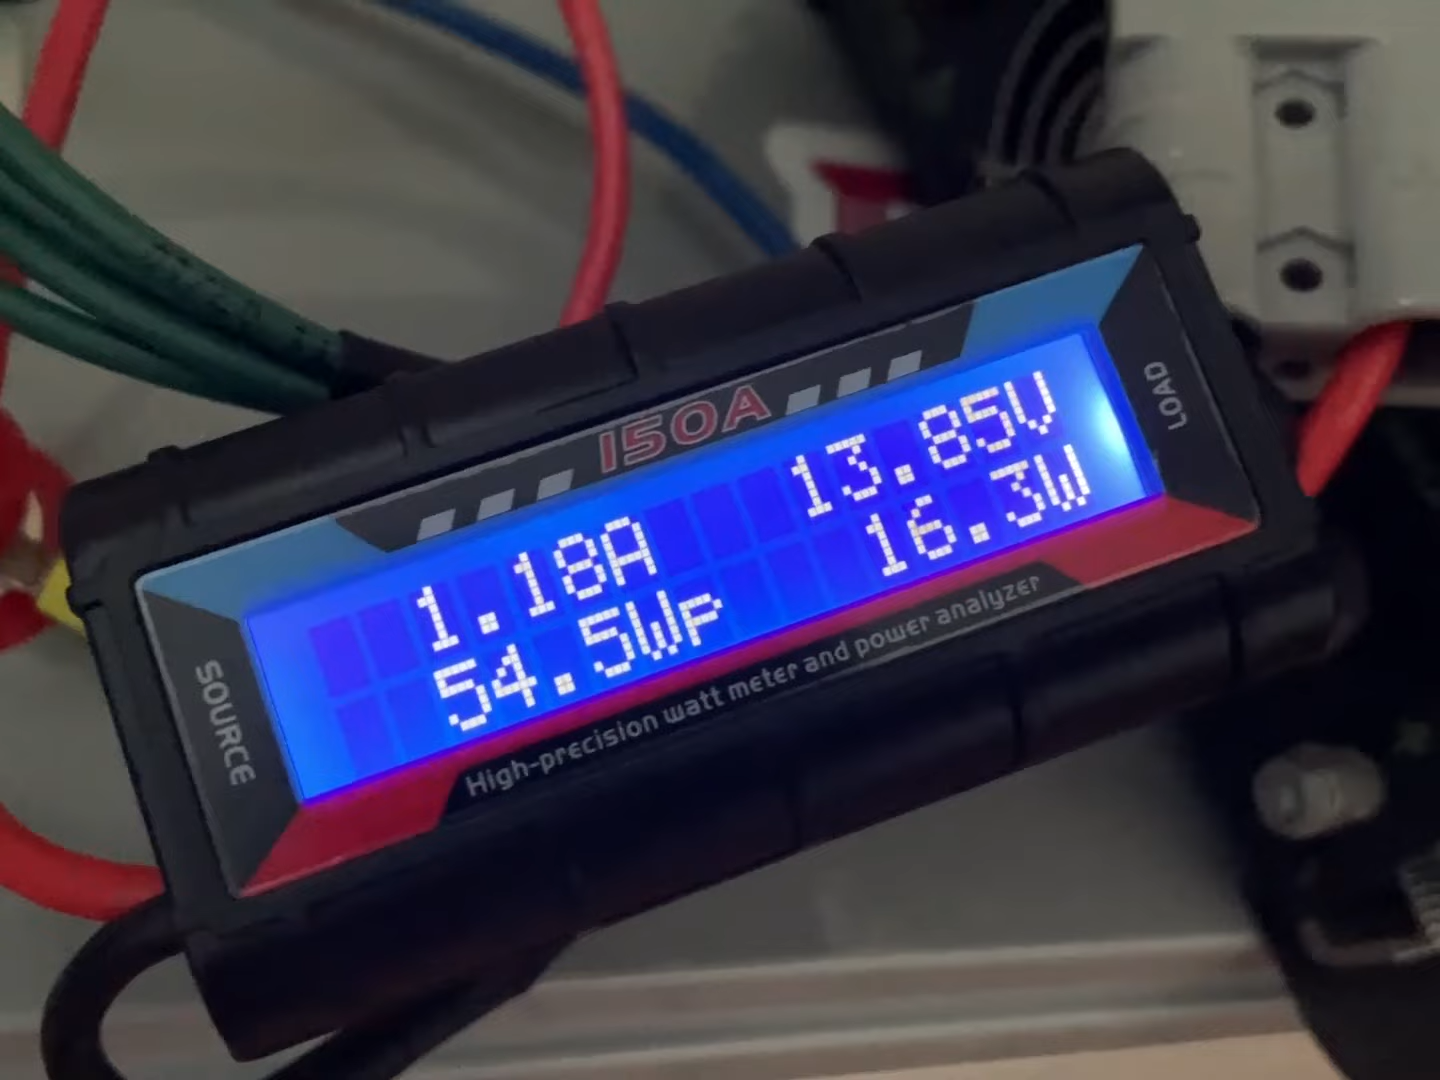 150A
1.18A 13.85V
54.5Wp 16.3W
SOURCE
LOAD
High-precision watt meter and power analyzer